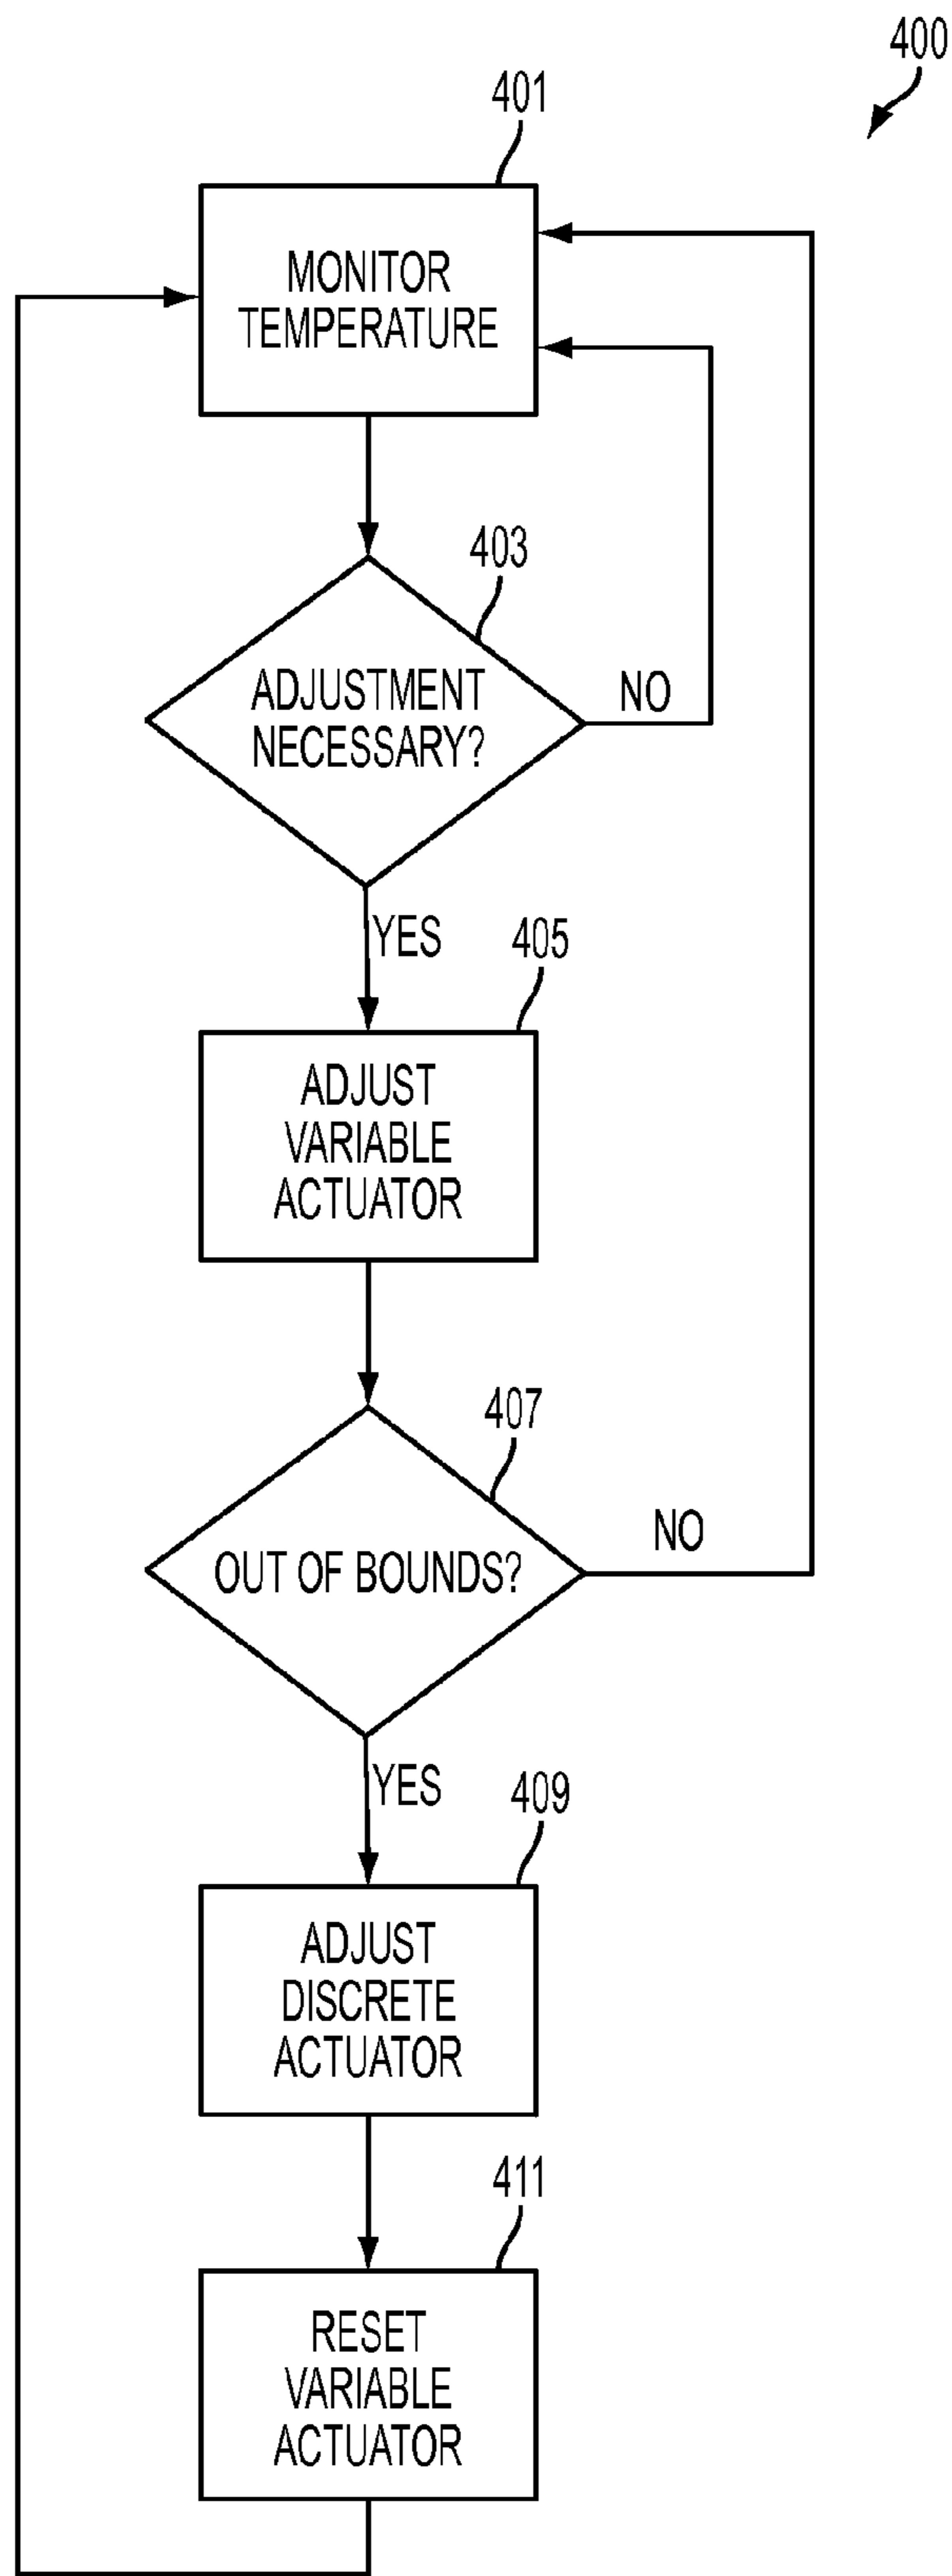 400
401
MONITOR
TEMPERATURE
403
ADJUSTMENT
NECESSARY?
NO
YES
405
ADJUST
VARIABLE
ACTUATOR
407
OUT OF BOUNDS?
NO
YES
409
ADJUST
DISCRETE
ACTUATOR
411
RESET
VARIABLE
ACTUATOR